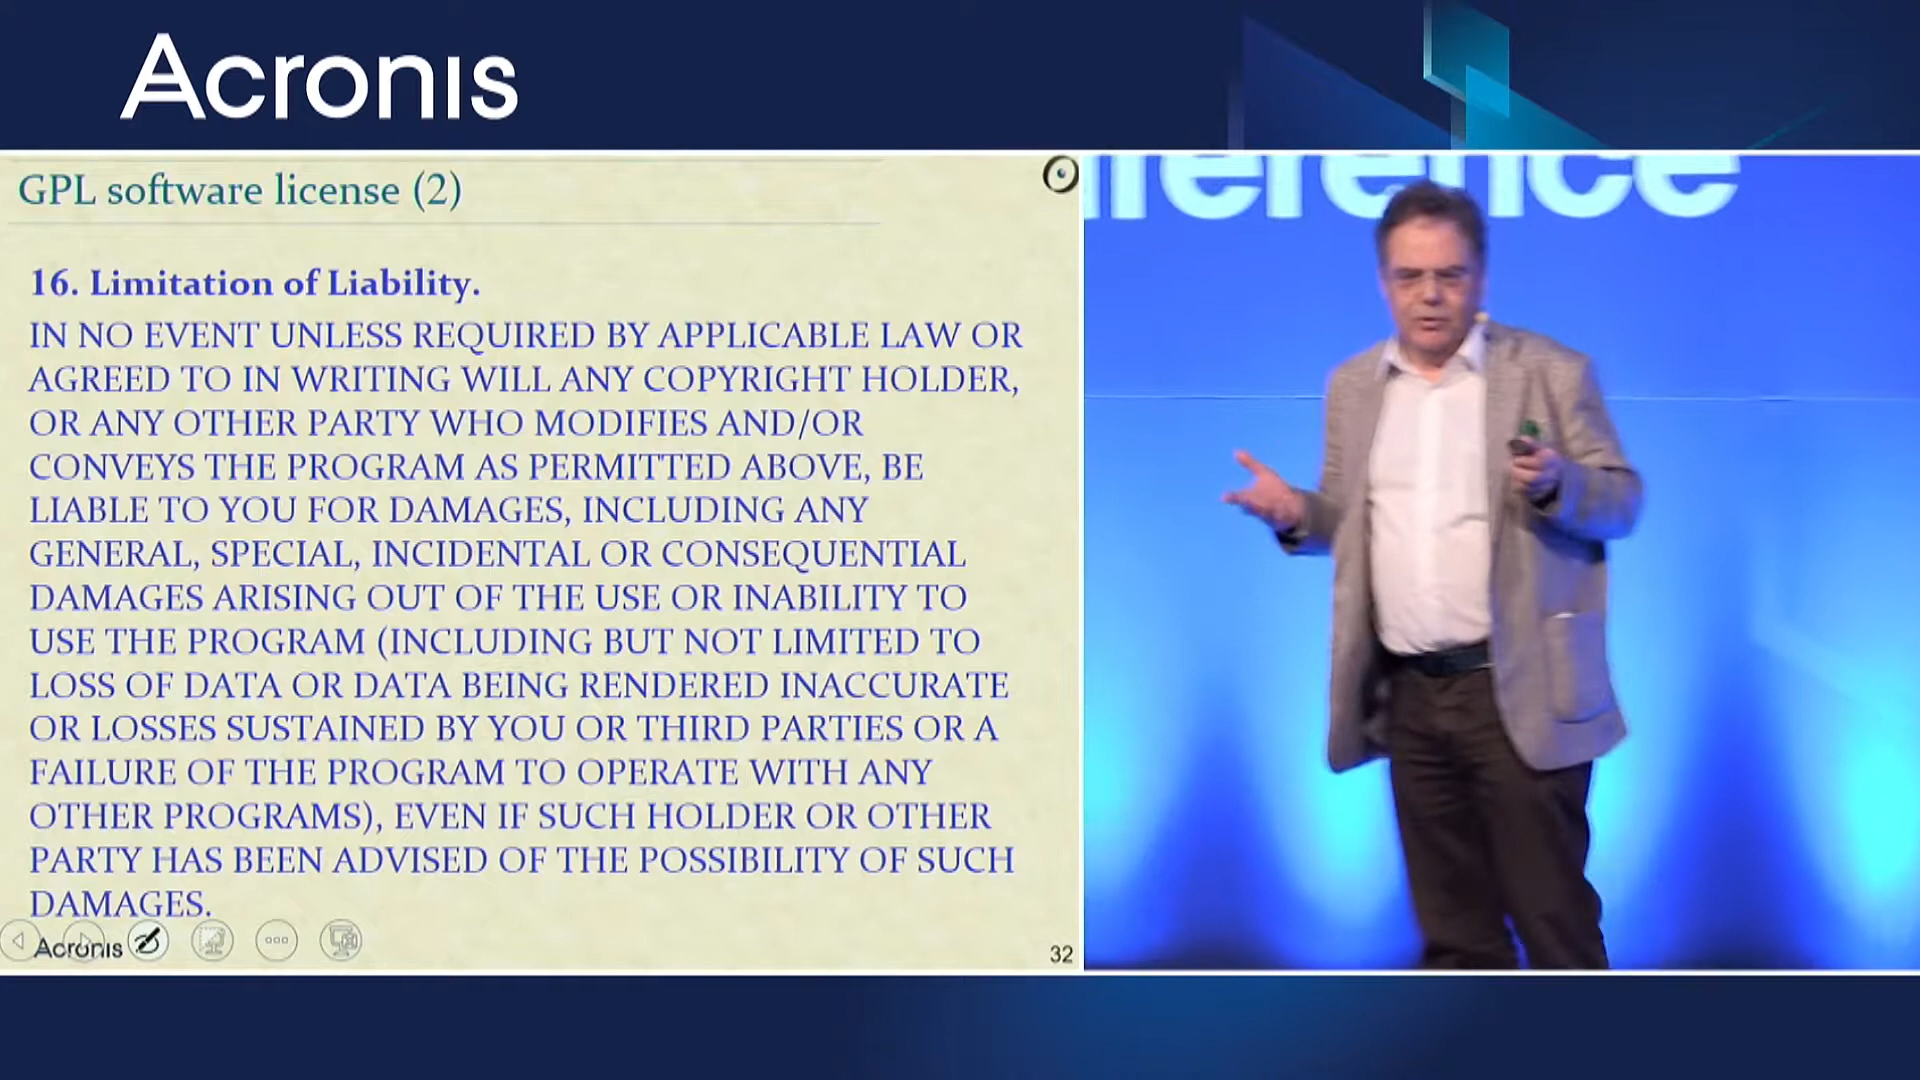 Acronis
GPL software license (2)
16. Limitation of Liability.
IN NO EVENT UNLESS REQUIRED BY APPLICABLE LAW OR
AGREED TO IN WRITING WILL ANY COPYRIGHT HOLDER,
OR ANY OTHER PARTY WHO MODIFIES AND/OR
CONVEYS THE PROGRAM AS PERMITTED ABOVE, BE
LIABLE TO YOU FOR DAMAGES, INCLUDING ANY
GENERAL, SPECIAL, INCIDENTAL OR CONSEQUENTIAL
DAMAGES ARISING OUT OF THE USE OR INABILITY TO
USE THE PROGRAM (INCLUDING BUT NOT LIMITED TO
LOSS OF DATA OR DATA BEING RENDERED INACCURATE
OR LOSSES SUSTAINED BY YOU OR THIRD PARTIES OR A
FAILURE OF THE PROGRAM TO OPERATE WITH ANY
OTHER PROGRAMS), EVEN IF SUCH HOLDER OR OTHER
PARTY HAS BEEN ADVISED OF THE POSSIBILITY OF SUCH
DAMAGES.
Acronis
32
ference